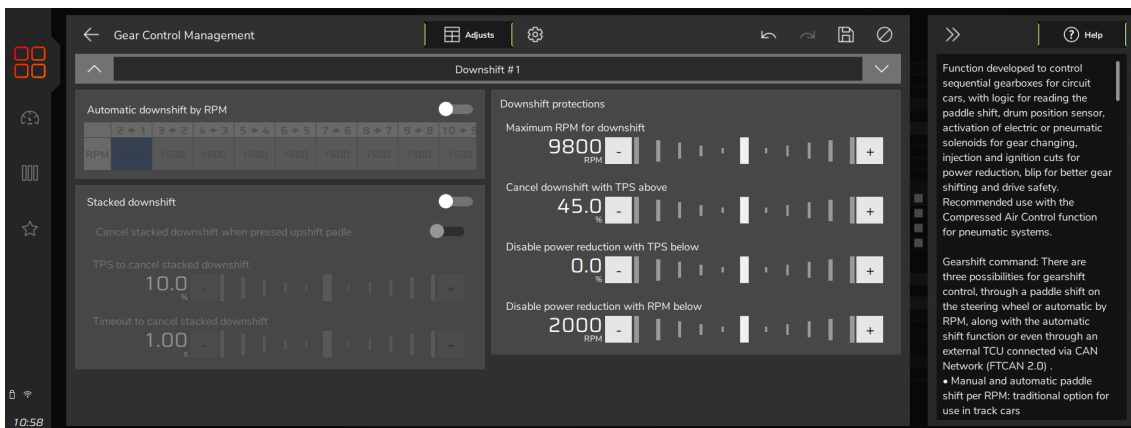 Gear Control Management
Adjusts
Help
Downshift #1
Automatic downshift by RPM
2 → 1 3 → 2 4 → 3 5 → 4 6 → 5 7 → 6 8 → 7 9 → 8 10 → 9
RPM 1500 1500 1500 1500 1500 1500 1500 1500 1500
Stacked downshift
Cancel stacked downshift when pressed upshift padle
TPS to cancel stacked downshift
10.0
%
-
+
Timeout to cancel stacked downshift
1.00
s
-
+
Downshift protections
Maximum RPM for downshift
9800
RPM
-
+
Cancel downshift with TPS above
45.0
%
-
+
Disable power reduction with TPS below
0.0
%
-
+
Disable power reduction with RPM below
2000
RPM
-
+
Function developed to control
sequential gearboxes for circuit
cars, with logic for reading the
paddle shift, drum position sensor,
activation of electric or pneumatic
solenoids for gear changing,
injection and ignition cuts for
power reduction, blip for better gear
shifting and drive safety.
Recommended use with the
Compressed Air Control function
for pneumatic systems.
Gearshift command: There are
three possibilities for gearshift
control, through a paddle shift on
the steering wheel or automatic by
RPM, along with the automatic
shift function or even through an
external TCU connected via CAN
Network (FTCAN 2.0) .
• Manual and automatic paddle
shift per RPM: traditional option for
use in track cars
10:58